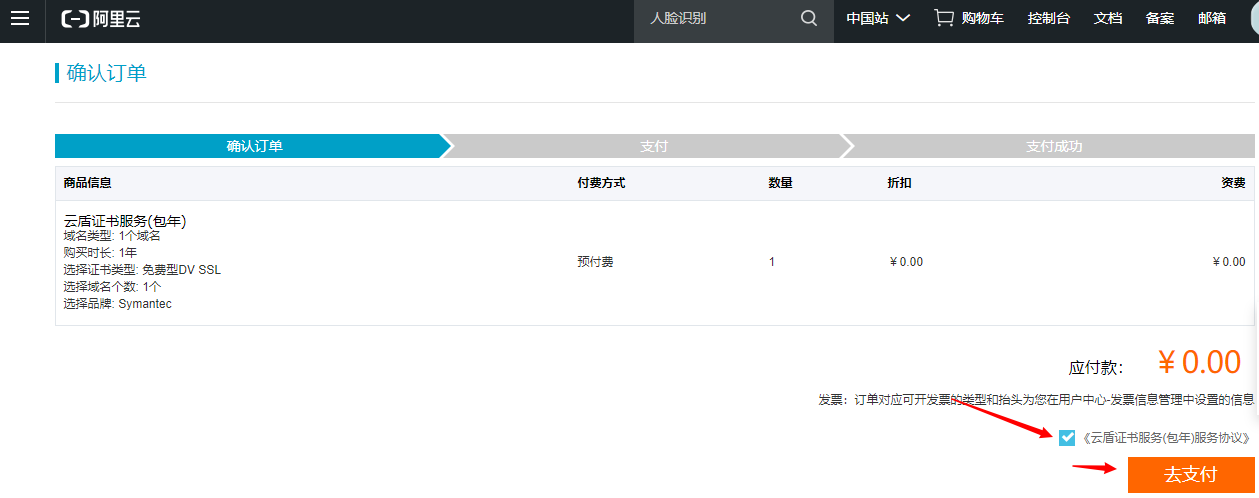 阿里云 人脸识别 中国站 购物车 控制台 文档 备案 邮箱
确认订单
确认订单 支付 支付成功
商品信息 付费方式 数量 折扣 资费
云盾证书服务(包年)
域名类型: 1个域名
购买时长: 1年
选择证书类型: 免费型DV SSL
选择域名个数: 1个
选择品牌: Symantec
预付费 1 ¥ 0.00 ¥ 0.00
应付款: ¥ 0.00
发票：订单对应可开发票的类型和抬头为您在用户中心-发票信息管理中设置的信息
《云盾证书服务(包年)服务协议》
去支付